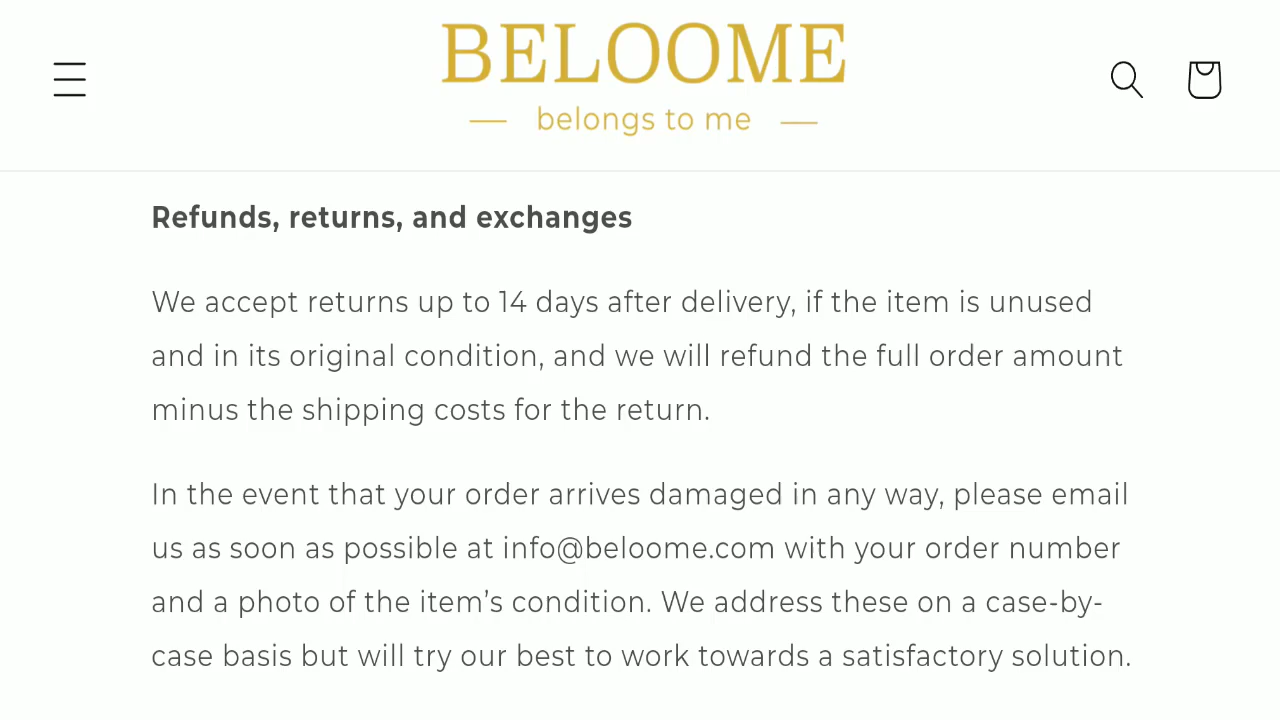 BELOOME
belongs to me
Refunds, returns, and exchanges
We accept returns up to 14 days after delivery, if the item is unused
and in its original condition, and we will refund the full order amount
minus the shipping costs for the return.
In the event that your order arrives damaged in any way, please email
us as soon as possible at info@beloome.com with your order number
and a photo of the item’s condition. We address these on a case-by-
case basis but will try our best to work towards a satisfactory solution.